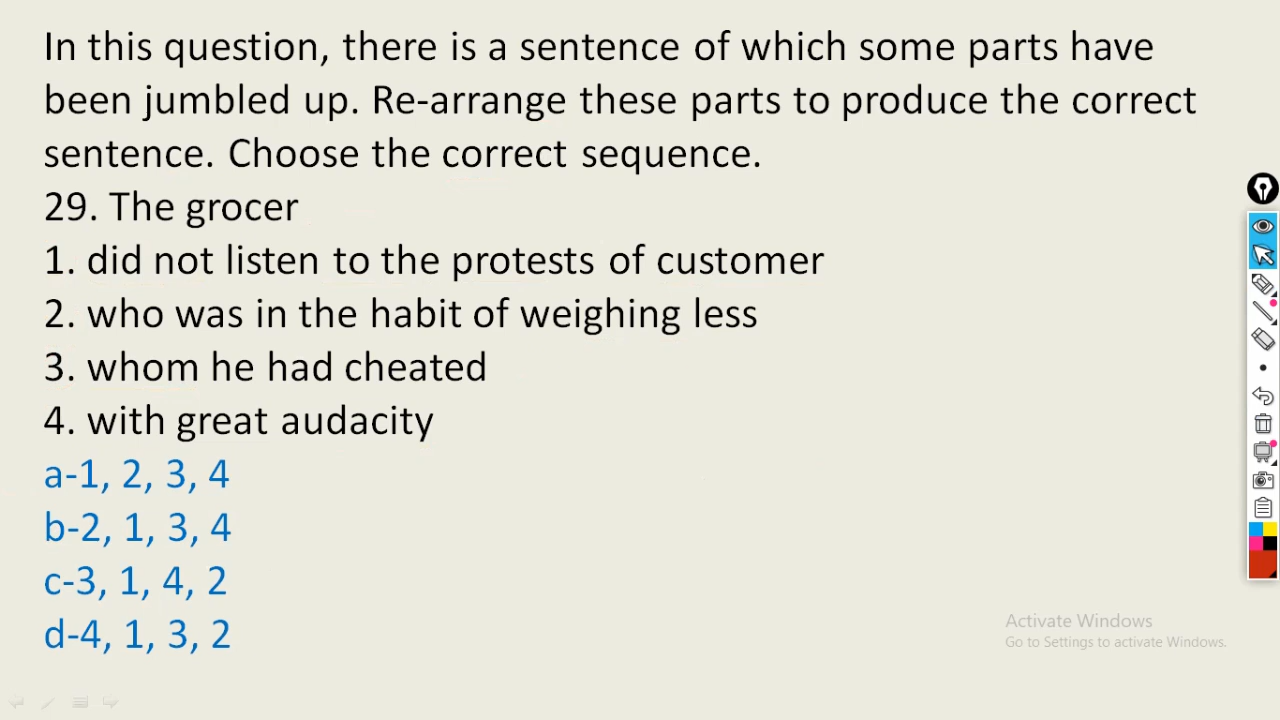 In this question, there is a sentence of which some parts have
been jumbled up. Re-arrange these parts to produce the correct
sentence. Choose the correct sequence.
29. The grocer
1. did not listen to the protests of customer
2. who was in the habit of weighing less
3. whom he had cheated
4. with great audacity
a-1, 2, 3, 4
b-2, 1, 3, 4
c-3, 1, 4, 2
d-4, 1, 3, 2
Activate Windows
Go to Settings to activate Windows.